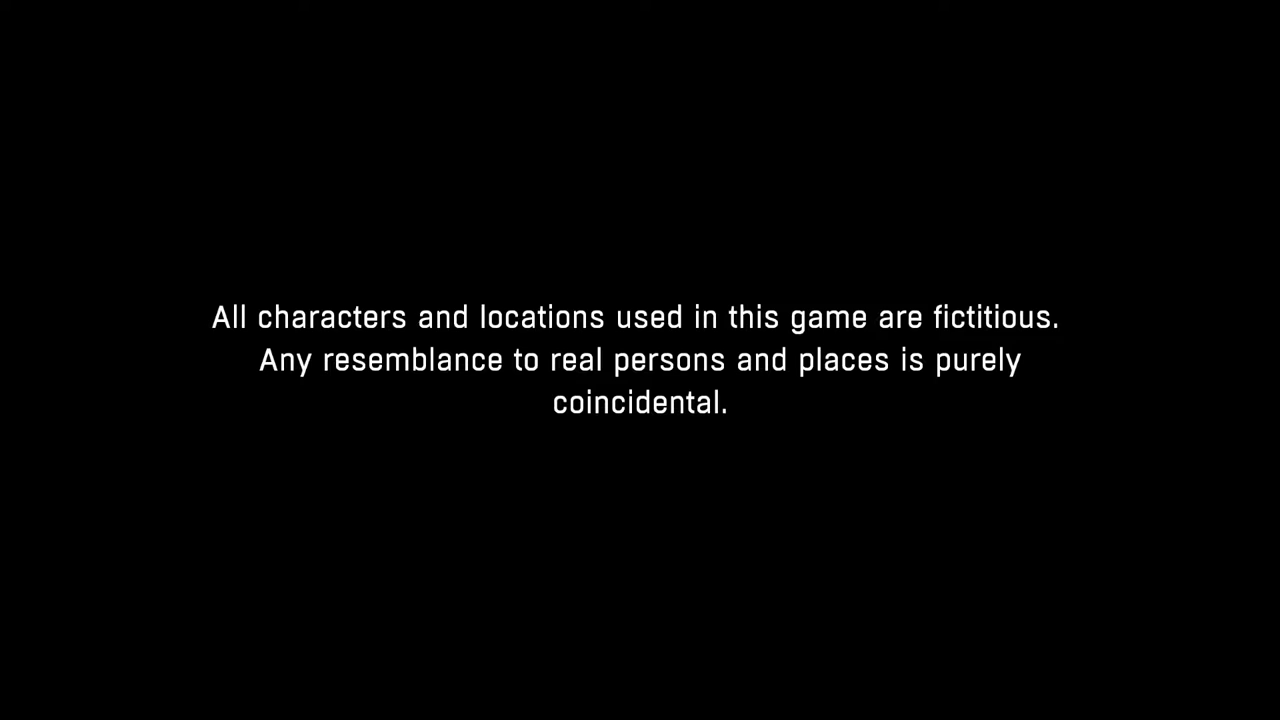 All characters and locations used in this game are fictitious.
Any resemblance to real persons and places is purely
coincidental.